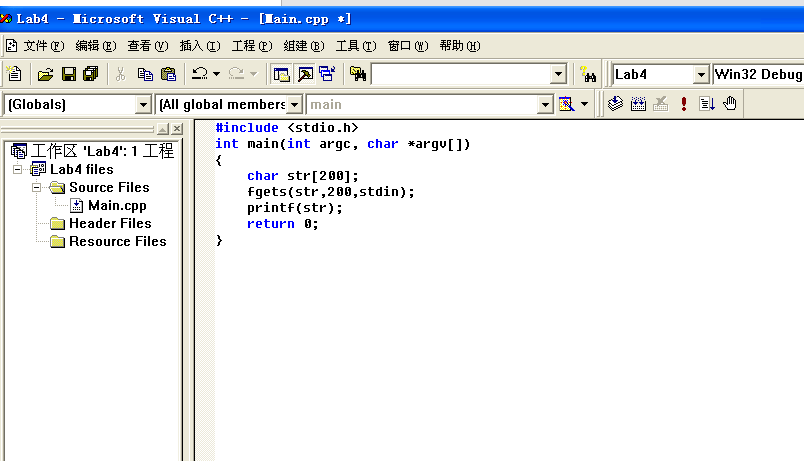 Lab4 - Microsoft Visual C++ - [Main.cpp *]
文件(F) 编辑(E) 查看(V) 插入(I) 工程(P) 组建(B) 工具(T) 窗口(W) 帮助(H)
Lab4 Win32 Debug
(Globals) (All global members main
工作区 'Lab4': 1 工程
Lab4 files
Source Files
Main.cpp
Header Files
Resource Files
#include <stdio.h>
int main(int argc, char *argv[])
{
char str[200];
fgets(str,200,stdin);
printf(str);
return 0;
}